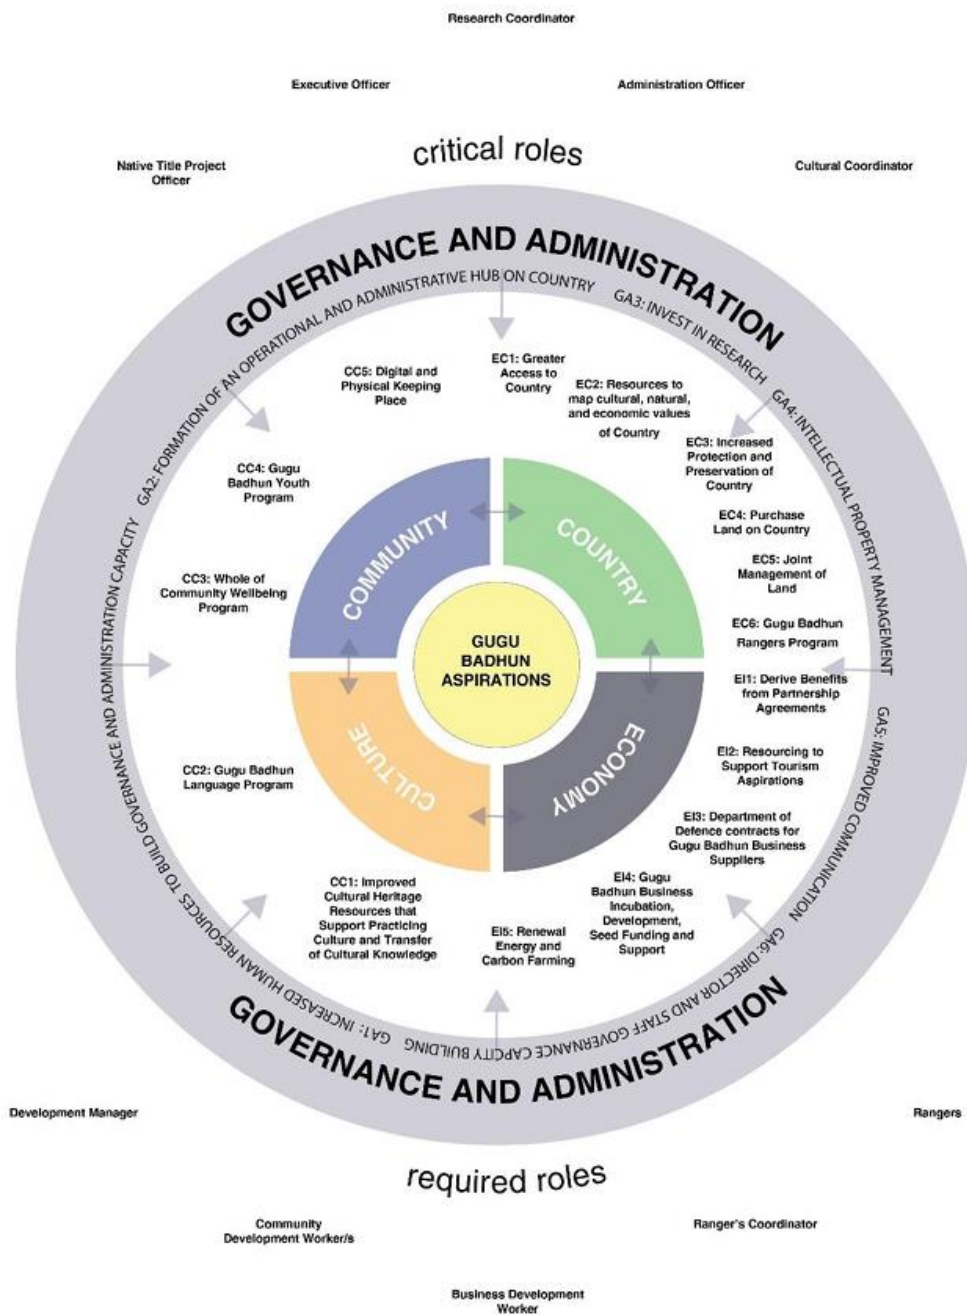 Research Coordinator
Executive Officer
Administration Officer
critical roles
Native Title Project
Officer
Cultural Coordinator
GOVERNANCE AND ADMINISTRATION
GA2: FORMATION OF AN OPERATIONAL AND ADMINISTRATIVE HUB ON COUNTRY
GA3: INVEST IN RESEARCH
GA4: INTELLECTUAL PROPERTY MANAGEMENT
GA5: IMPROVED COMMUNICATION
GA6: DIRECTOR AND STAFF GOVERNANCE CAPCITY BUILDING
GA1: INCREASED HUMAN RESOURCES TO BUILD GOVERNANCE AND ADMINISTRATION CAPACITY
CC5: Digital and
Physical Keeping
Place
EC1: Greater
Access to
Country
EC2: Resources to
map cultural, natural,
and economic values
of Country
EC3: Increased
Protection and
Preservation of
Country
CC4: Gugu
Badhun Youth
Program
EC4: Purchase
Land on Country
EC5: Joint
Management of
Land
CC3: Whole of
Community Wellbeing
Program
EC6: Gugu Badhun
Rangers Program
COMMUNITY
COUNTRY
GUGU
BADHUN
ASPIRATIONS
CULTURE
ECONOMY
EI1: Derive Benefits
from Partnership
Agreements
CC2: Gugu Badhun
Language Program
EI2: Resourcing to
Support Tourism
Aspirations
EI3: Department of
Defence contracts for
Gugu Badhun Business
Suppliers
CC1: Improved
Cultural Heritage
Resources that
Support Practicing
Culture and Transfer
of Cultural Knowledge
EI4: Gugu
Badhun Business
Incubation,
Development,
Seed Funding and
Support
EI5: Renewal
Energy and
Carbon Farming
GOVERNANCE AND ADMINISTRATION
Development Manager
Rangers
required roles
Community
Development Worker/s
Ranger's Coordinator
Business Development
Worker